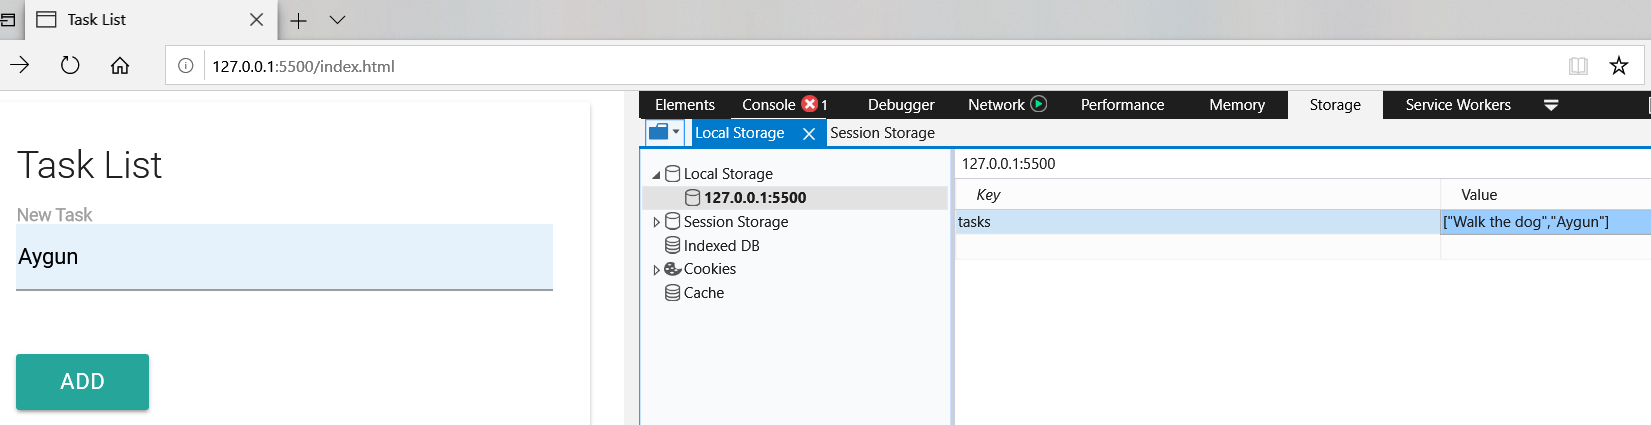 Task List
127.0.0.1:5500/index.html
Task List
New Task
Aygun
ADD
Elements Console 1 Debugger Network Performance Memory Storage Service Workers
Local Storage Session Storage
Local Storage
127.0.0.1:5500
Session Storage
Indexed DB
Cookies
Cache
127.0.0.1:5500
Key Value
tasks ["Walk the dog","Aygun"]